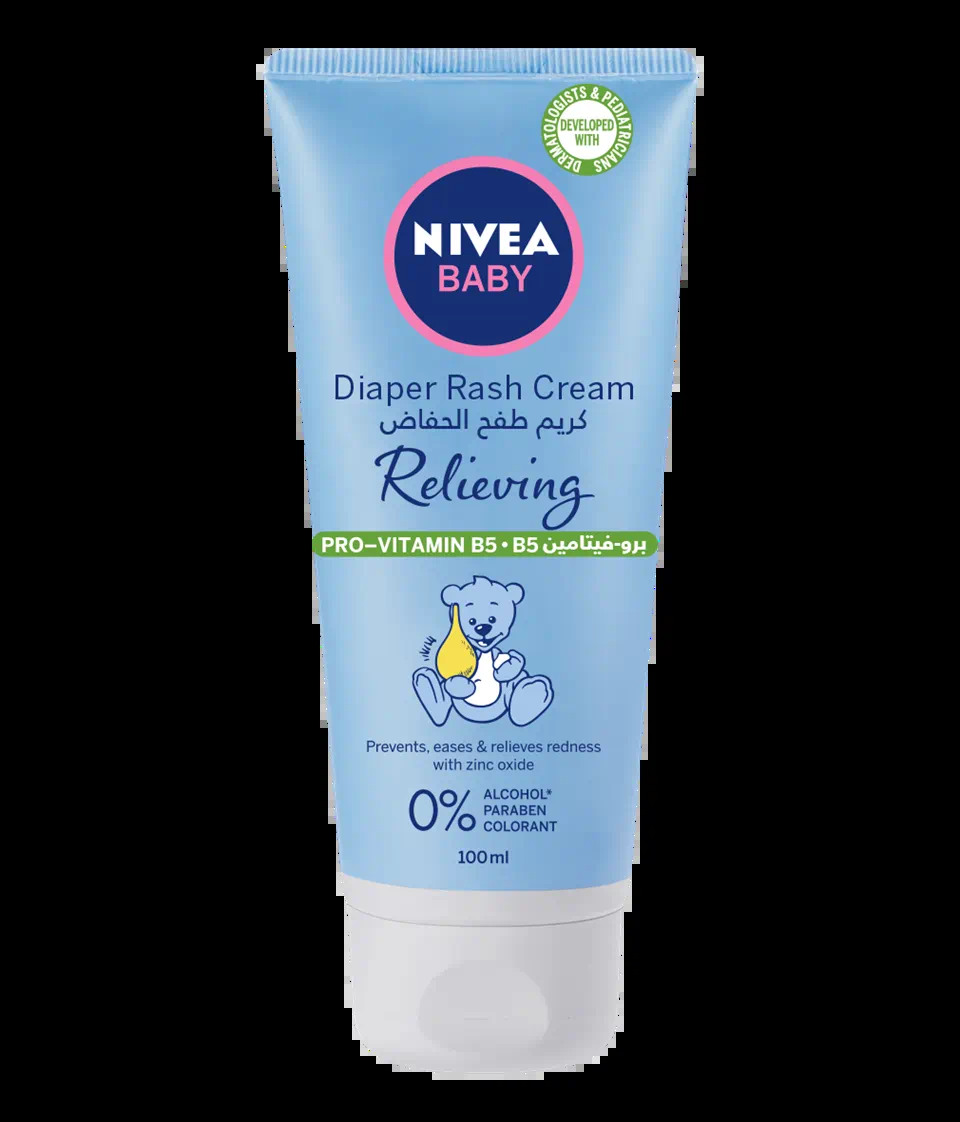 DERMATOLOGISTS & PEDIATRICIANS
DEVELOPED
WITH
NIVEA
BABY
Diaper Rash Cream
كريم طفح الحفاض
Relieving
PRO–VITAMIN B5 • B5 برو-فيتامين
Prevents, eases & relieves redness
with zinc oxide
0% ALCOHOL*
PARABEN
COLORANT
100ml